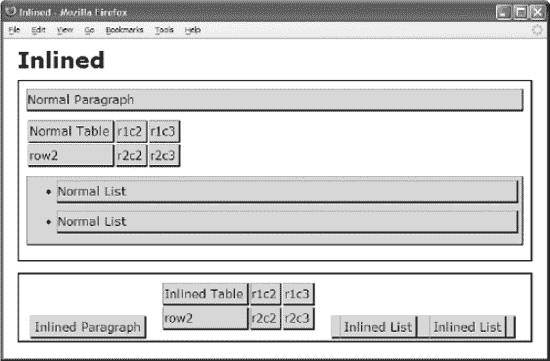 Inlined - Mozilla Firefox
File Edit View Go Bookmarks Tools Help
Inlined
Normal Paragraph
Normal Table r1c2 r1c3
row2 r2c2 r2c3
Normal List
Normal List
Inlined Table r1c2 r1c3
row2 r2c2 r2c3
Inlined Paragraph Inlined List Inlined List